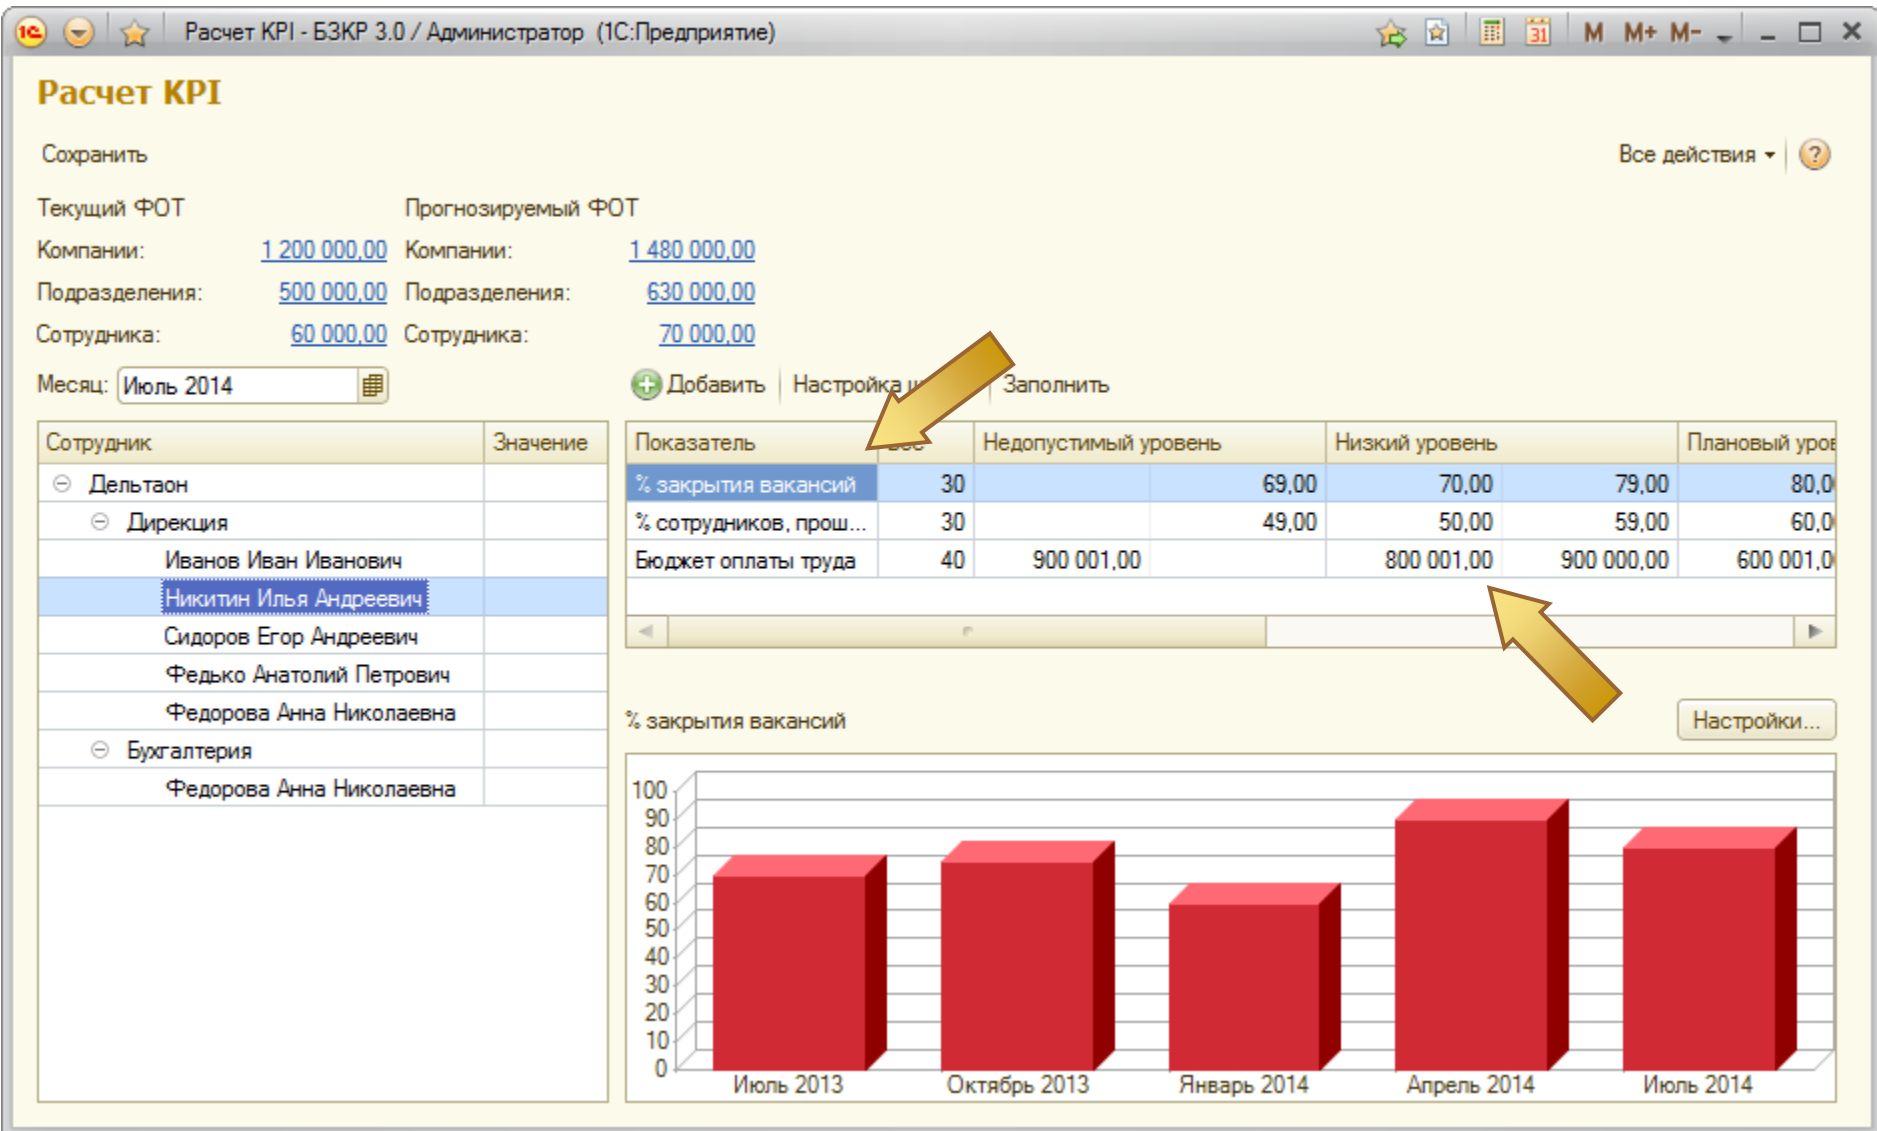 Расчет KPI - БЗКР 3.0 / Администратор (1С:Предприятие)
31 M M+ M-
Расчет KPI
Сохранить Все действия ?
Текущий ФОТ Прогнозируемый ФОТ
Компании: 1 200 000,00 Компании: 1 480 000,00
Подразделения: 500 000,00 Подразделения: 630 000,00
Сотрудника: 60 000,00 Сотрудника: 70 000,00
Месяц: Июль 2014 Добавить Настройка Заполнить
Сотрудник Значение Показатель Недопустимый уровень Низкий уровень Плановый уров
Дельтаон % закрытия вакансий 30 69,00 70,00 79,00 80,0
Дирекция % сотрудников, прош... 30 49,00 50,00 59,00 60,0
Иванов Иван Иванович Бюджет оплаты труда 40 900 001,00 800 001,00 900 000,00 600 001,0
Никитин Илья Андреевич
Сидоров Егор Андреевич
Федько Анатолий Петрович
Федорова Анна Николаевна % закрытия вакансий Настройки...
Бухгалтерия
Федорова Анна Николаевна
100
90
80
70
60
50
40
30
20
10
0
Июль 2013 Октябрь 2013 Январь 2014 Апрель 2014 Июль 2014